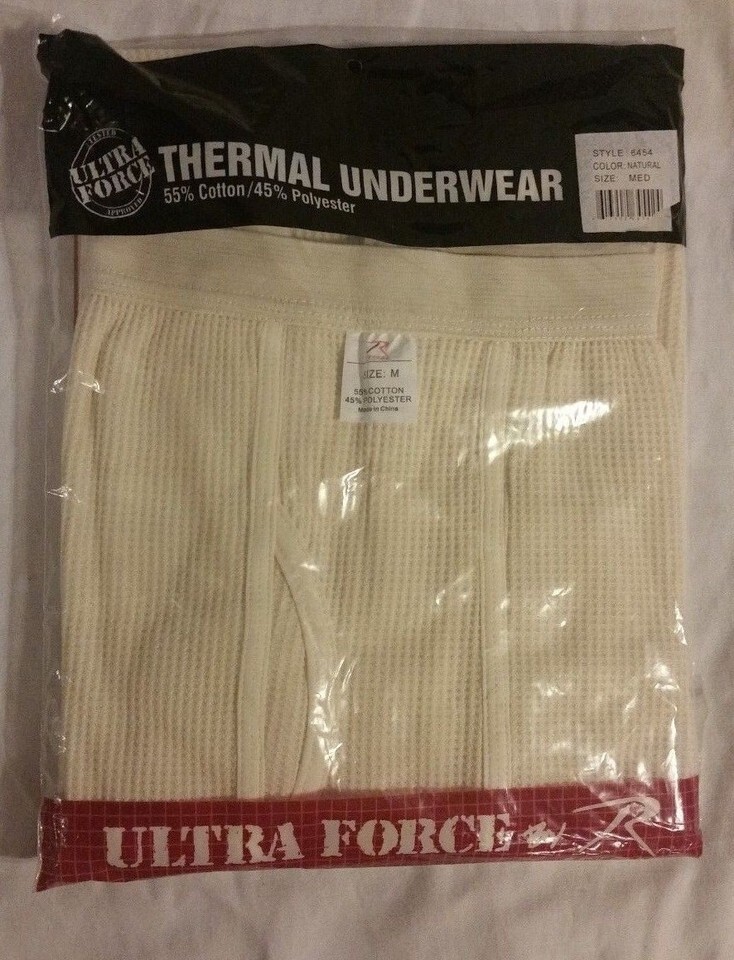 TESTED
ULTRA
FORCE
APPROVED
THERMAL UNDERWEAR
55% Cotton/45% Polyester
STYLE : 6454
COLOR: NATURAL
SIZE: MED
SIZE: M
55% COTTON
45% POLYESTER
Made in China
ULTRA FORCE